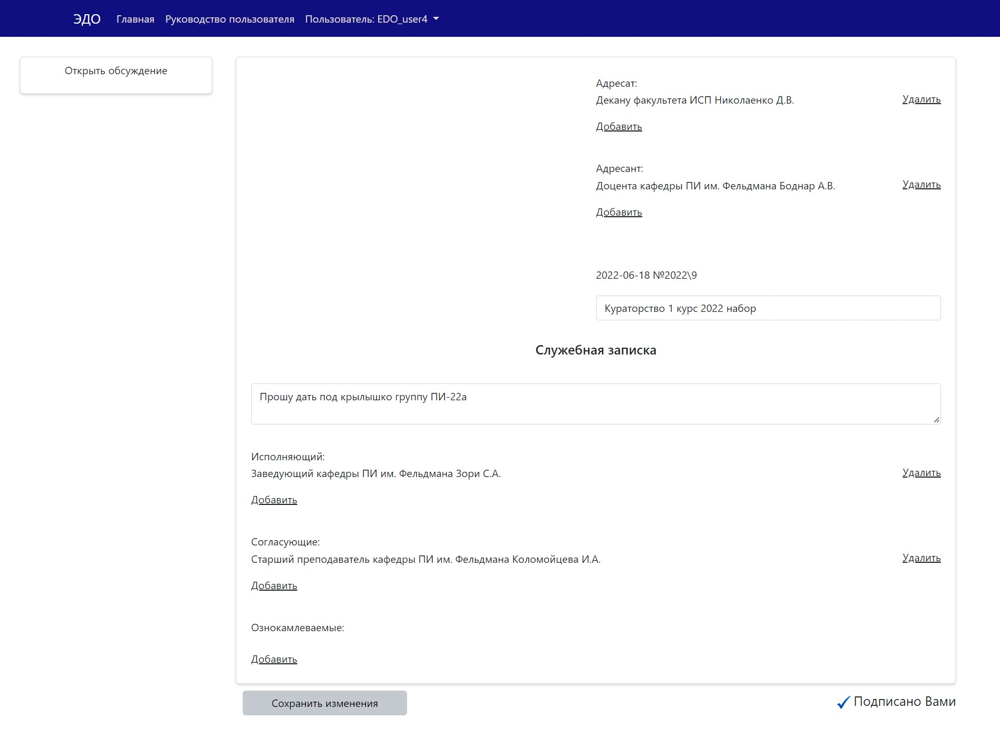 ЭДО Главная Руководство пользователя Пользователь: EDO_user4
Открыть обсуждение
Адресат:
Декану факультета ИСП Николаенко Д.В. Удалить
Добавить
Адресант:
Доцента кафедры ПИ им. Фельдмана Боднар А.В. Удалить
Добавить
2022-06-18 №2022\9
Кураторство 1 курс 2022 набор
Служебная записка
Прошу дать под крылышко группу ПИ-22а
Исполняющий:
Заведующий кафедры ПИ им. Фельдмана Зори С.А. Удалить
Добавить
Согласующие:
Старший преподаватель кафедры ПИ им. Фельдмана Коломойцева И.А. Удалить
Добавить
Ознокамлеваемые:
Добавить
Сохранить изменения Подписано Вами